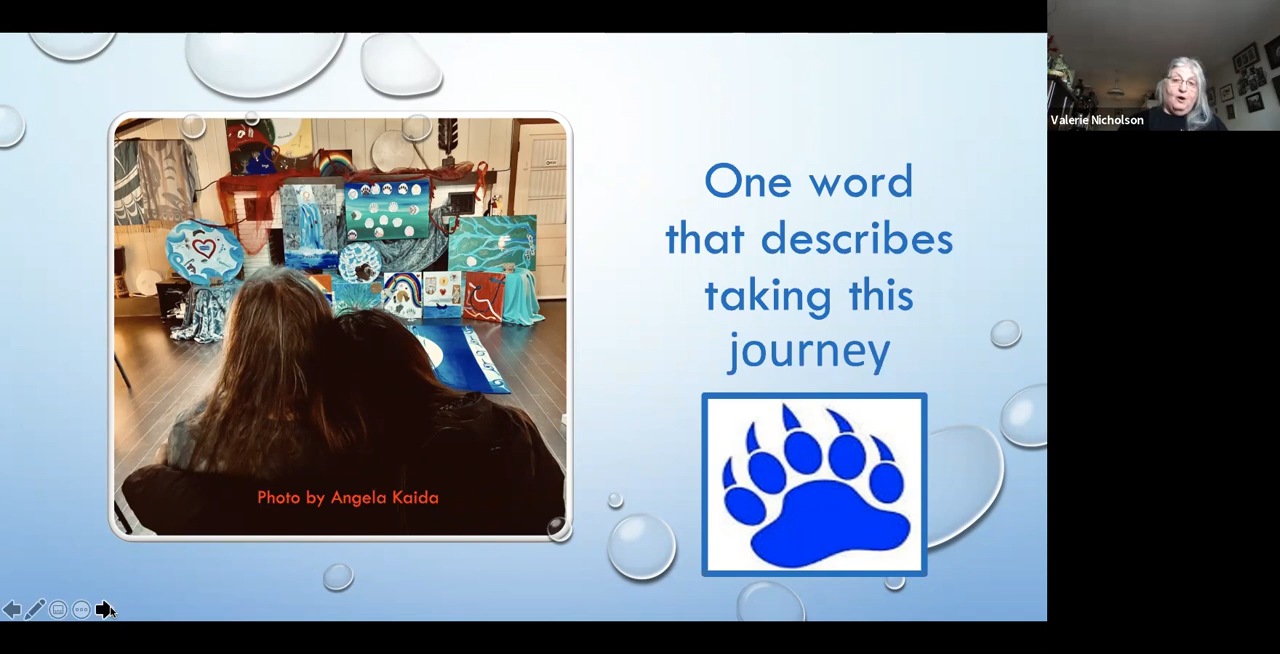 One word
that describes
taking this
journey
Photo by Angela Kaida
Valerie Nicholson